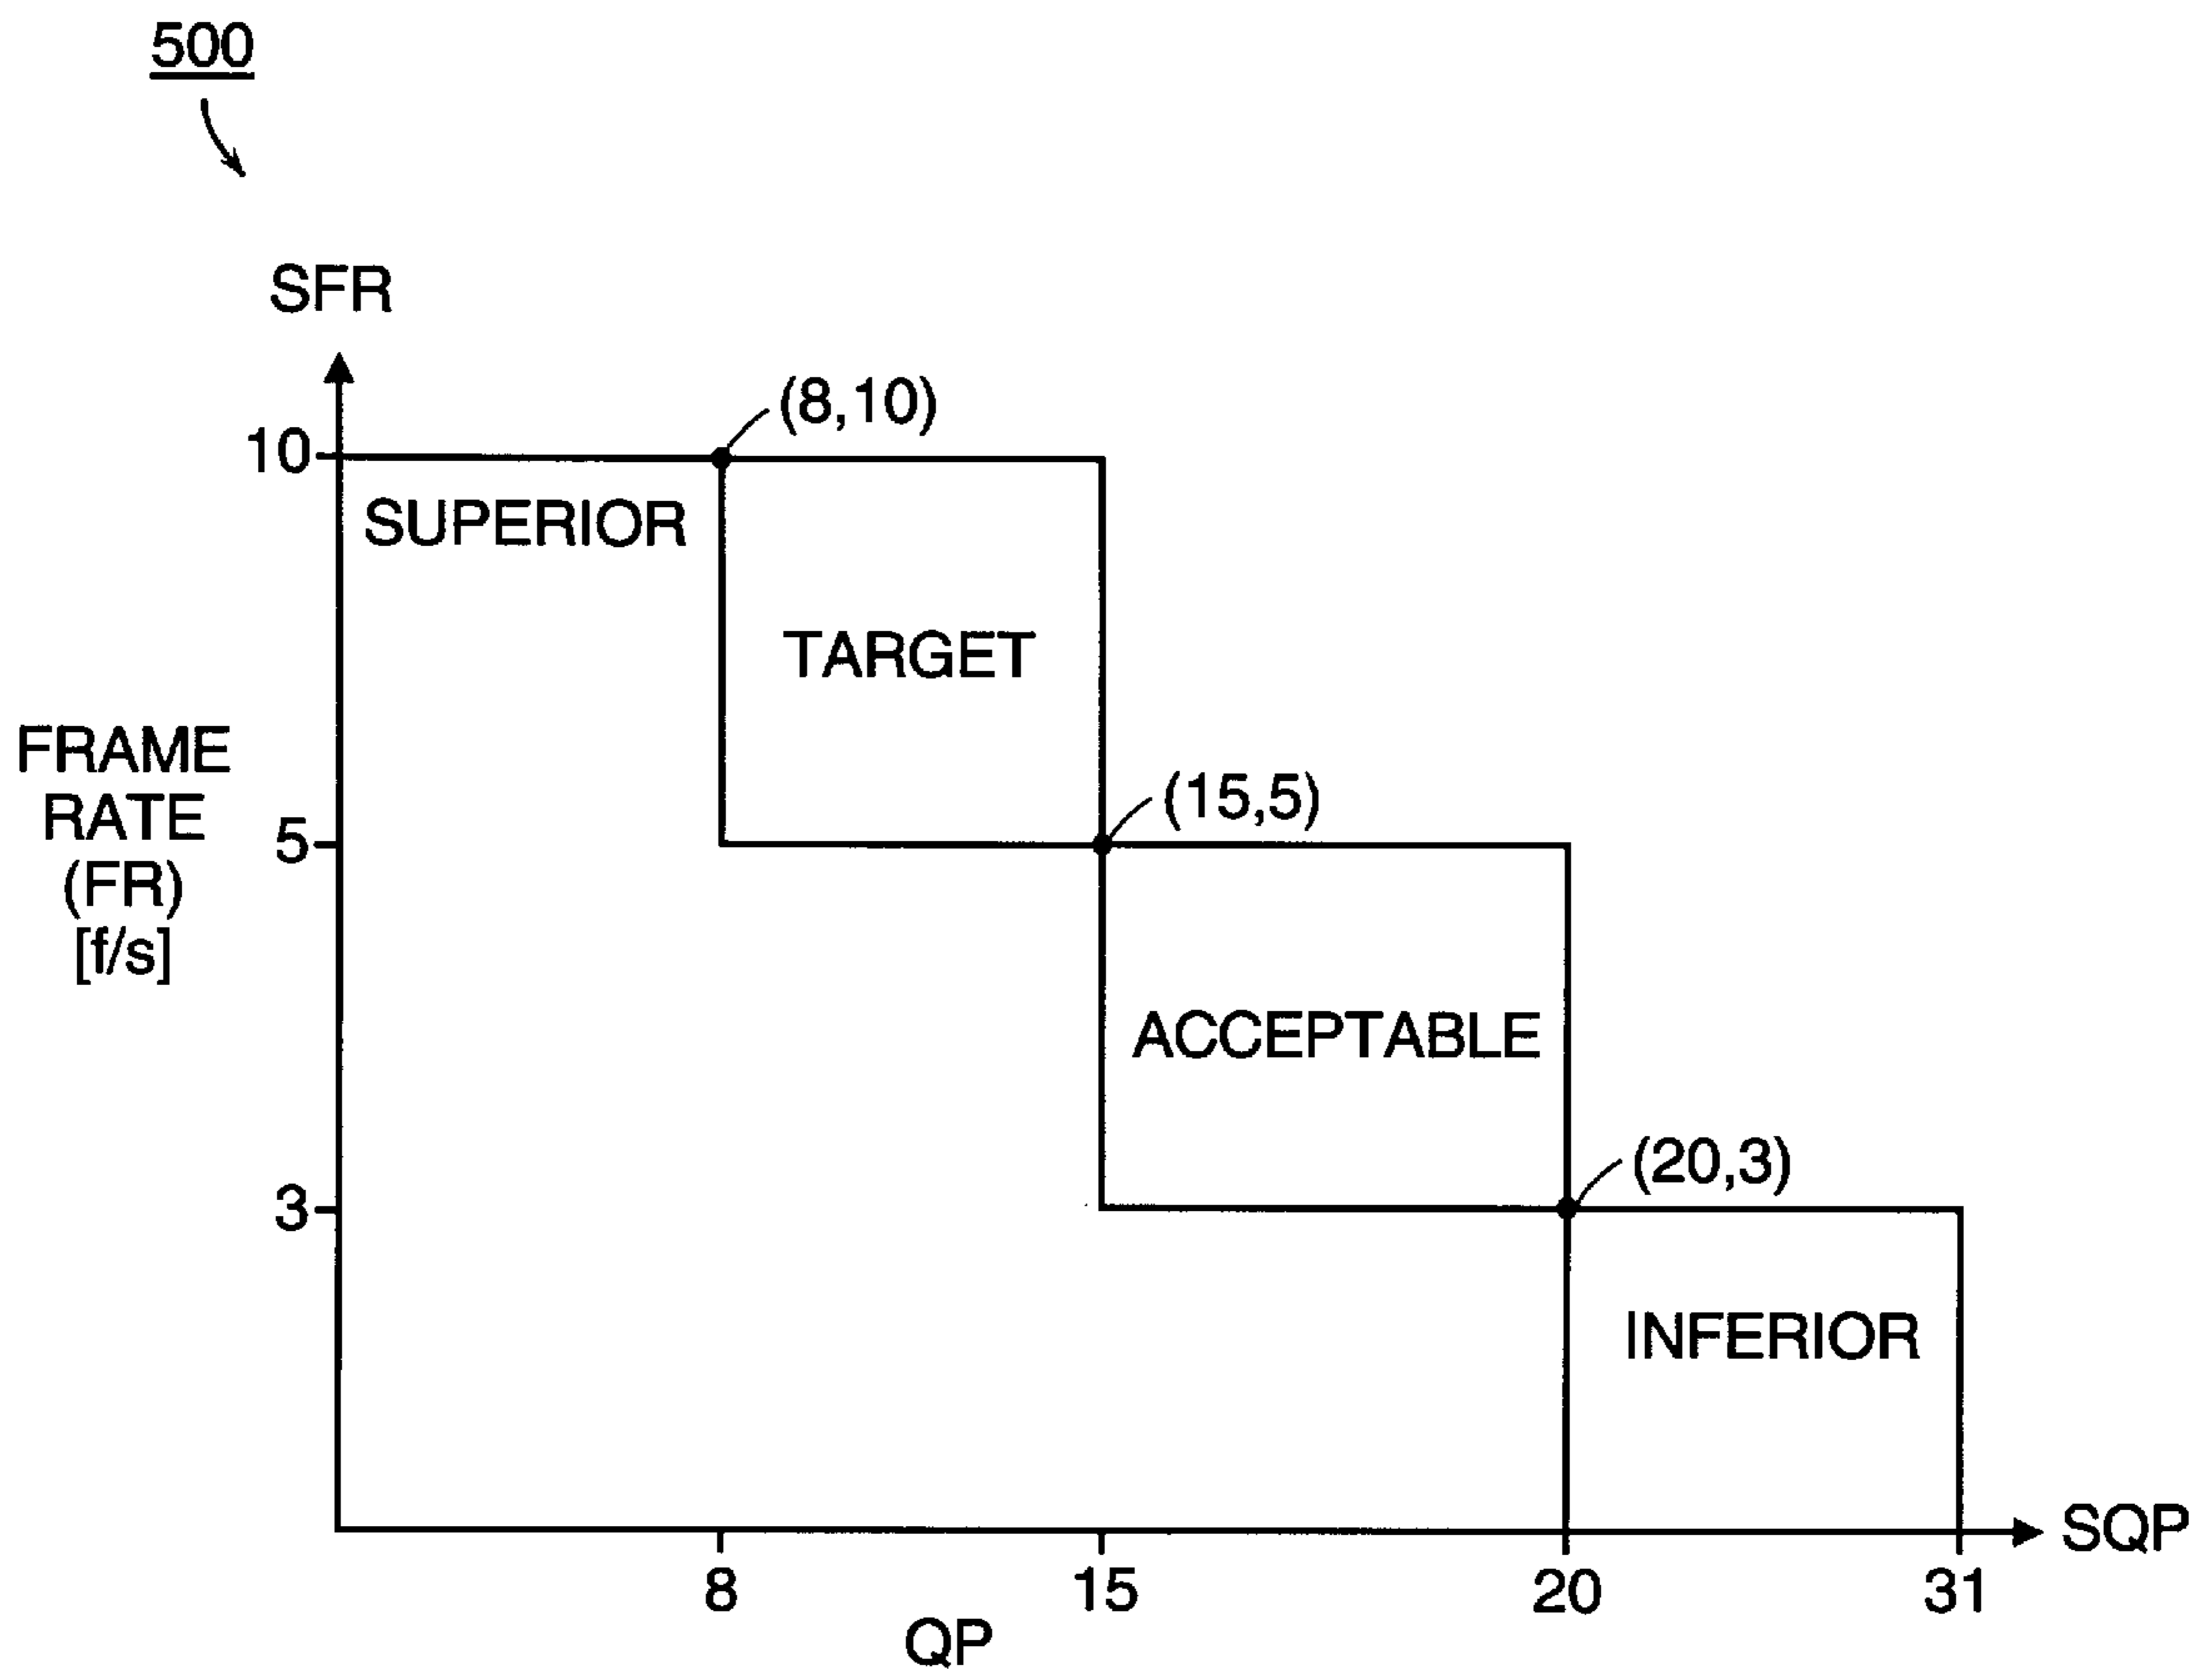 500
SFR
(8,10)
10
SUPERIOR
TARGET
FRAME
RATE
(FR)
[f/s]
(15,5)
5
ACCEPTABLE
(20,3)
3
INFERIOR
SQP
8
15
20
31
QP